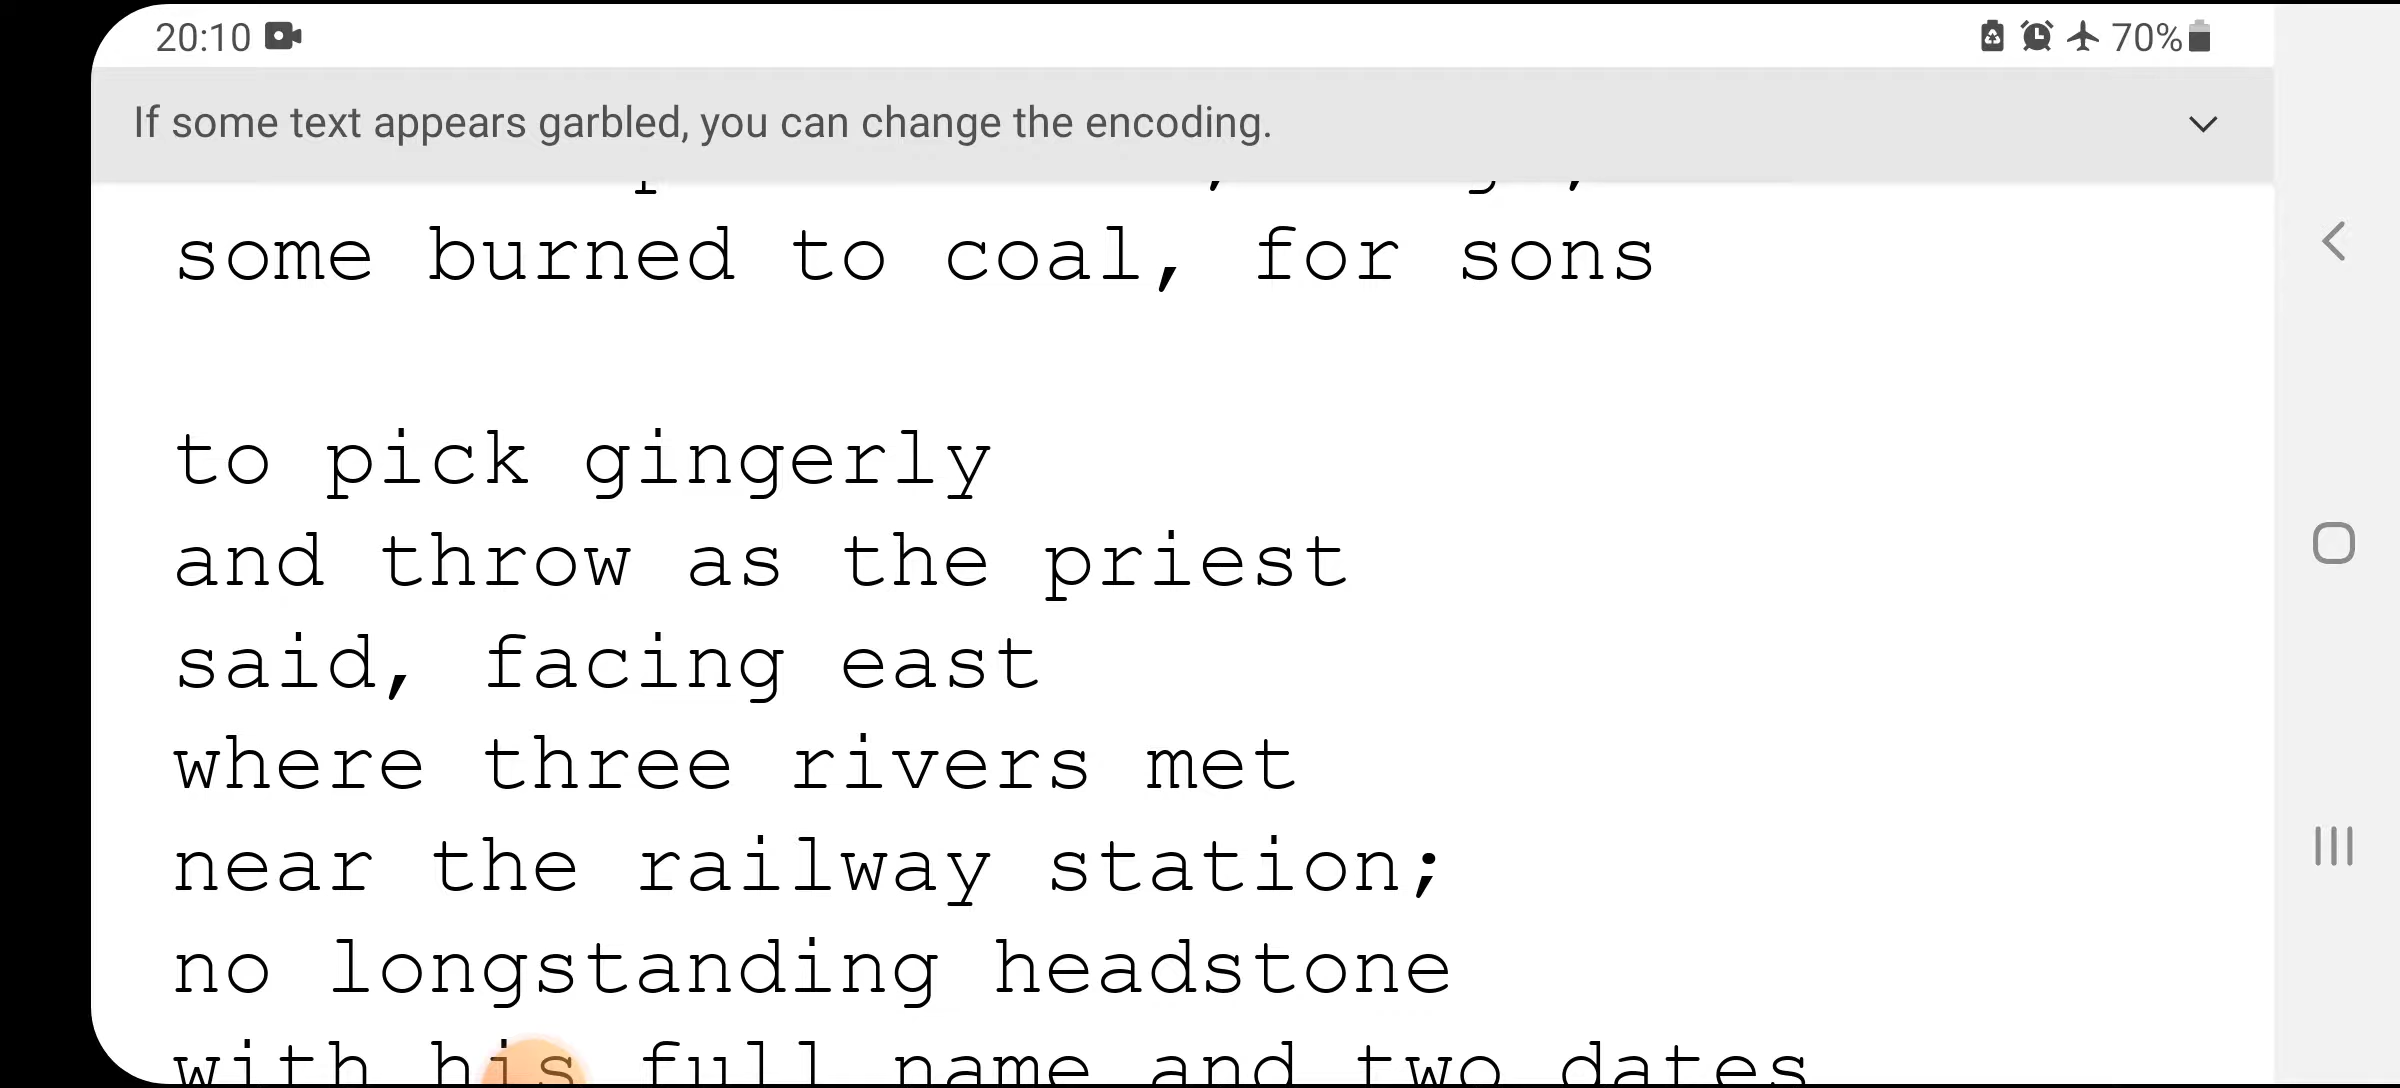 20:10
70%
If some text appears garbled, you can change the encoding.
some burned to coal, for sons
to pick gingerly
and throw as the priest
said, facing east
where three rivers met
near the railway station;
no longstanding headstone
with his full name and two dates